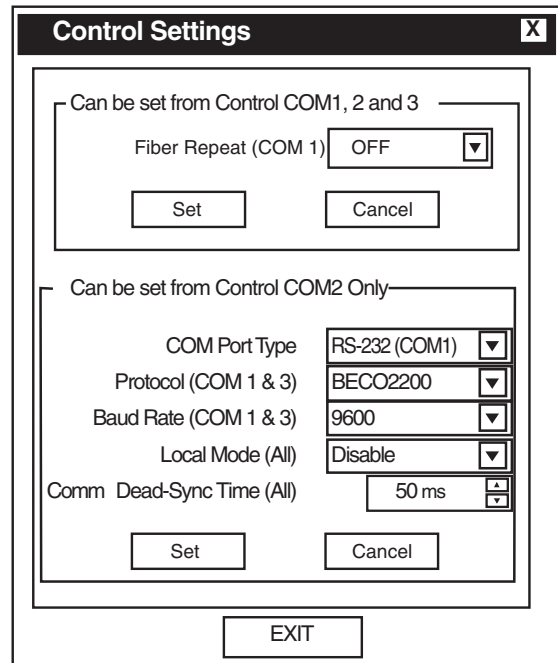 Control Settings X
Can be set from Control COM1, 2 and 3
Fiber Repeat (COM 1) OFF
Set Cancel
Can be set from Control COM2 Only
COM Port Type RS-232 (COM1)
Protocol (COM 1 & 3) BECO2200
Baud Rate (COM 1 & 3) 9600
Local Mode (All) Disable
Comm Dead-Sync Time (All) 50 ms
Set Cancel
EXIT